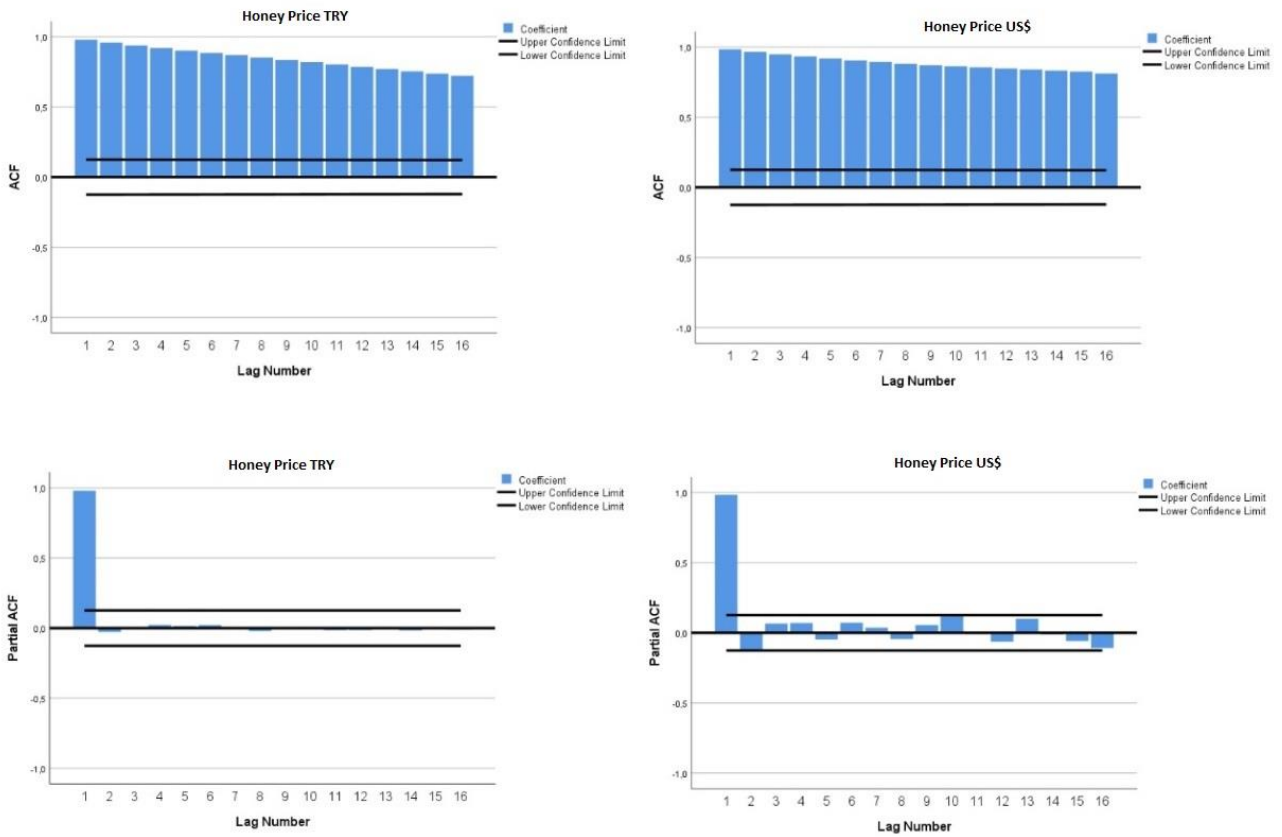 Honey Price TRY
Coefficient
Upper Confidence Limit
Lower Confidence Limit
1,0
0,5
0,0
-0,5
-1,0
ACF
1 2 3 4 5 6 7 8 9 10 11 12 13 14 15 16
Lag Number
Honey Price US$
Coefficient
Upper Confidence Limit
Lower Confidence Limit
1,0
0,5
0,0
-0,5
-1,0
ACF
1 2 3 4 5 6 7 8 9 10 11 12 13 14 15 16
Lag Number
Honey Price TRY
Coefficient
Upper Confidence Limit
Lower Confidence Limit
1,0
0,5
0,0
-0,5
-1,0
Partial ACF
1 2 3 4 5 6 7 8 9 10 11 12 13 14 15 16
Lag Number
Honey Price US$
Coefficient
Upper Confidence Limit
Lower Confidence Limit
1,0
0,5
0,0
-0,5
-1,0
Partial ACF
1 2 3 4 5 6 7 8 9 10 11 12 13 14 15 16
Lag Number